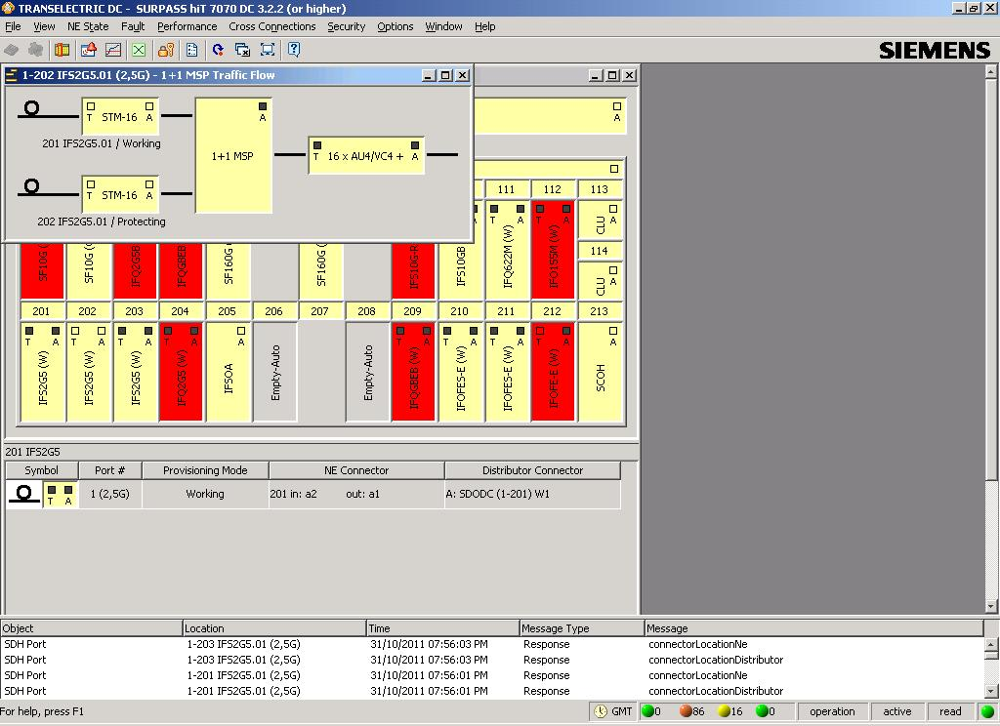 TRANSELECTRIC DC - SURPASS hiT 7070 DC 3.2.2 (or higher)
File View NE State Fault Performance Cross Connections Security Options Window Help
SIEMENS
1-202 IFS2G5.01 (2,5G) - 1+1 MSP Traffic Flow
T STM-16 A
201 IFS2G5.01 / Working
A
1+1 MSP
T 16 x AU4/VC4 + A
T STM-16 A
202 IFS2G5.01 / Protecting
A
111 112 113
T A T A A
CLU
114
A
CLU
SF10G SF10G IFQ2G5B IFQGBEB SF160G SF160G IFS10G-R IFS10GB IFQ622M (W) IFO155M (W)
201 202 203 204 205 206 207 208 209 210 211 212 213
T A T A T A T A A T A T A T A T A A
IFS2G5 (W) IFS2G5 (W) IFS2G5 (W) IFQ2G5 (W) IFSOA Empty-Auto Empty-Auto IFQGBEB (W) IFOFES-E (W) IFOFES-E (W) IFOFE-E (W) SCOH
201 IFS2G5
Symbol Port # Provisioning Mode NE Connector Distributor Connector
T A 1 (2,5G) Working 201 in: a2 out: a1 A: SDODC (1-201) W1
Object Location Time Message Type Message
SDH Port 1-203 IFS2G5.01 (2,5G) 31/10/2011 07:56:03 PM Response connectorLocationNe
SDH Port 1-203 IFS2G5.01 (2,5G) 31/10/2011 07:56:03 PM Response connectorLocationDistributor
SDH Port 1-201 IFS2G5.01 (2,5G) 31/10/2011 07:56:01 PM Response connectorLocationNe
SDH Port 1-201 IFS2G5.01 (2,5G) 31/10/2011 07:56:01 PM Response connectorLocationDistributor
For help, press F1 GMT 0 86 16 0 operation active read